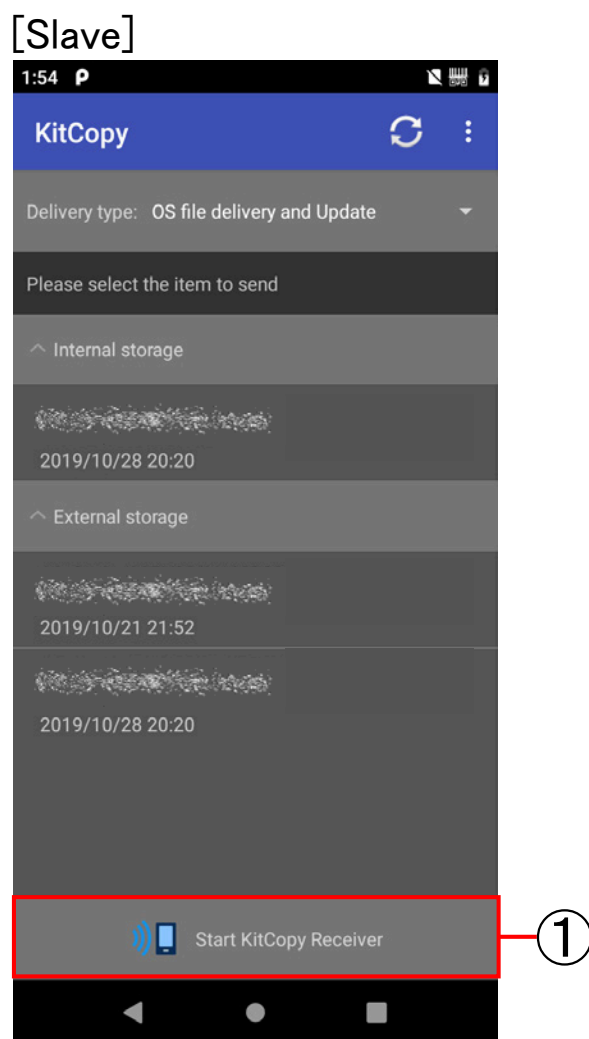 [Slave]
1:54
KitCopy
Delivery type: OS file delivery and Update
Please select the item to send
Internal storage
2019/10/28 20:20
External storage
2019/10/21 21:52
2019/10/28 20:20
Start KitCopy Receiver
①